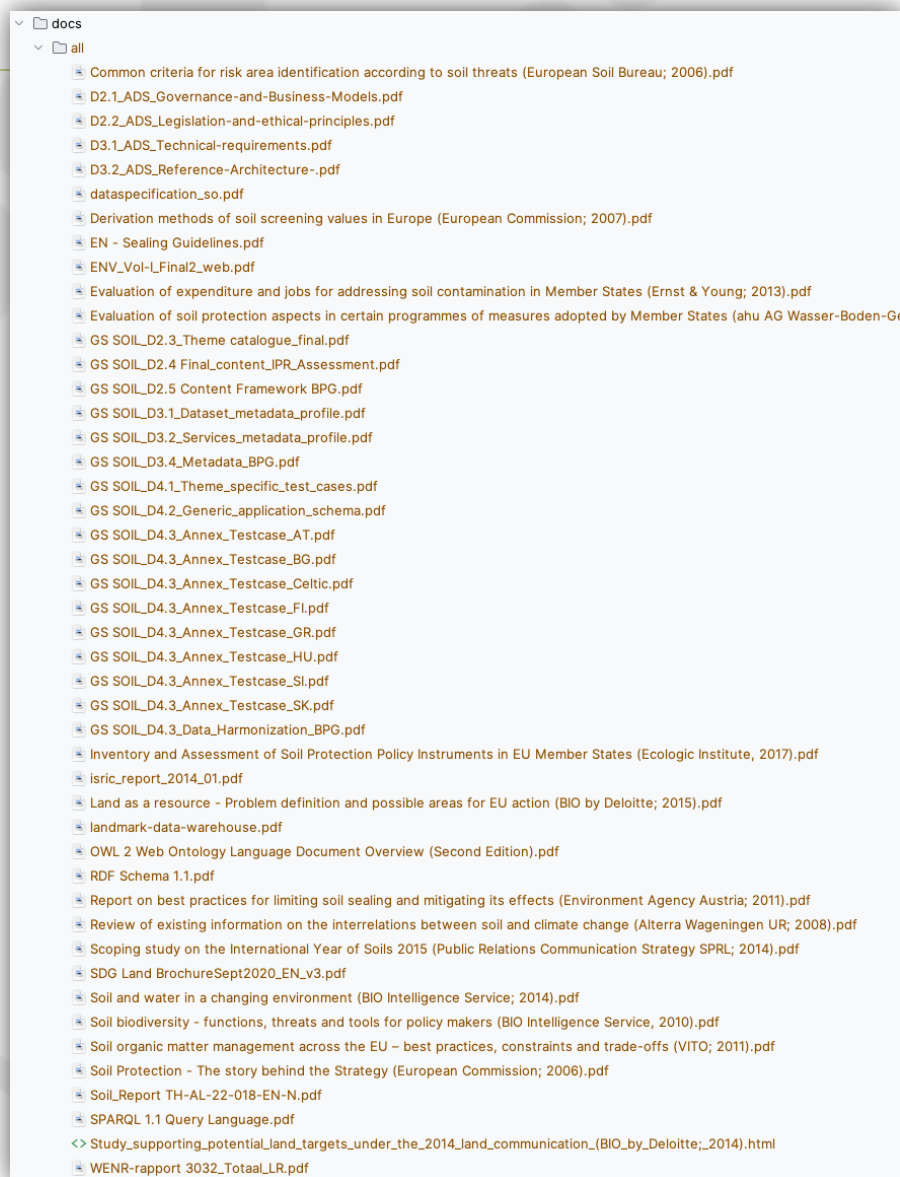 docs
all
Common criteria for risk area identification according to soil threats (European Soil Bureau; 2006).pdf
D2.1_ADS_Governance-and-Business-Models.pdf
D2.2_ADS_Legislation-and-ethical-principles.pdf
D3.1_ADS_Technical-requirements.pdf
D3.2_ADS_Reference-Architecture-.pdf
dataspecification_so.pdf
Derivation methods of soil screening values in Europe (European Commission; 2007).pdf
EN - Sealing Guidelines.pdf
ENV_Vol-I_Final2_web.pdf
Evaluation of expenditure and jobs for addressing soil contamination in Member States (Ernst & Young; 2013).pdf
Evaluation of soil protection aspects in certain programmes of measures adopted by Member States (ahu AG Wasser-Boden-Ge
GS SOIL_D2.3_Theme catalogue_final.pdf
GS SOIL_D2.4 Final_content_IPR_Assessment.pdf
GS SOIL_D2.5 Content Framework BPG.pdf
GS SOIL_D3.1_Dataset_metadata_profile.pdf
GS SOIL_D3.2_Services_metadata_profile.pdf
GS SOIL_D3.4_Metadata_BPG.pdf
GS SOIL_D4.1_Theme_specific_test_cases.pdf
GS SOIL_D4.2_Generic_application_schema.pdf
GS SOIL_D4.3_Annex_Testcase_AT.pdf
GS SOIL_D4.3_Annex_Testcase_BG.pdf
GS SOIL_D4.3_Annex_Testcase_Celtic.pdf
GS SOIL_D4.3_Annex_Testcase_FI.pdf
GS SOIL_D4.3_Annex_Testcase_GR.pdf
GS SOIL_D4.3_Annex_Testcase_HU.pdf
GS SOIL_D4.3_Annex_Testcase_SI.pdf
GS SOIL_D4.3_Annex_Testcase_SK.pdf
GS SOIL_D4.3_Data_Harmonization_BPG.pdf
Inventory and Assessment of Soil Protection Policy Instruments in EU Member States (Ecologic Institute, 2017).pdf
isric_report_2014_01.pdf
Land as a resource - Problem definition and possible areas for EU action (BIO by Deloitte; 2015).pdf
landmark-data-warehouse.pdf
OWL 2 Web Ontology Language Document Overview (Second Edition).pdf
RDF Schema 1.1.pdf
Report on best practices for limiting soil sealing and mitigating its effects (Environment Agency Austria; 2011).pdf
Review of existing information on the interrelations between soil and climate change (Alterra Wageningen UR; 2008).pdf
Scoping study on the International Year of Soils 2015 (Public Relations Communication Strategy SPRL; 2014).pdf
SDG Land BrochureSept2020_EN_v3.pdf
Soil and water in a changing environment (BIO Intelligence Service; 2014).pdf
Soil biodiversity - functions, threats and tools for policy makers (BIO Intelligence Service, 2010).pdf
Soil organic matter management across the EU – best practices, constraints and trade-offs (VITO; 2011).pdf
Soil Protection - The story behind the Strategy (European Commission; 2006).pdf
Soil_Report TH-AL-22-018-EN-N.pdf
SPARQL 1.1 Query Language.pdf
Study_supporting_potential_land_targets_under_the_2014_land_communication_(BIO_by_Deloitte;_2014).html
WENR-rapport 3032_Totaal_LR.pdf